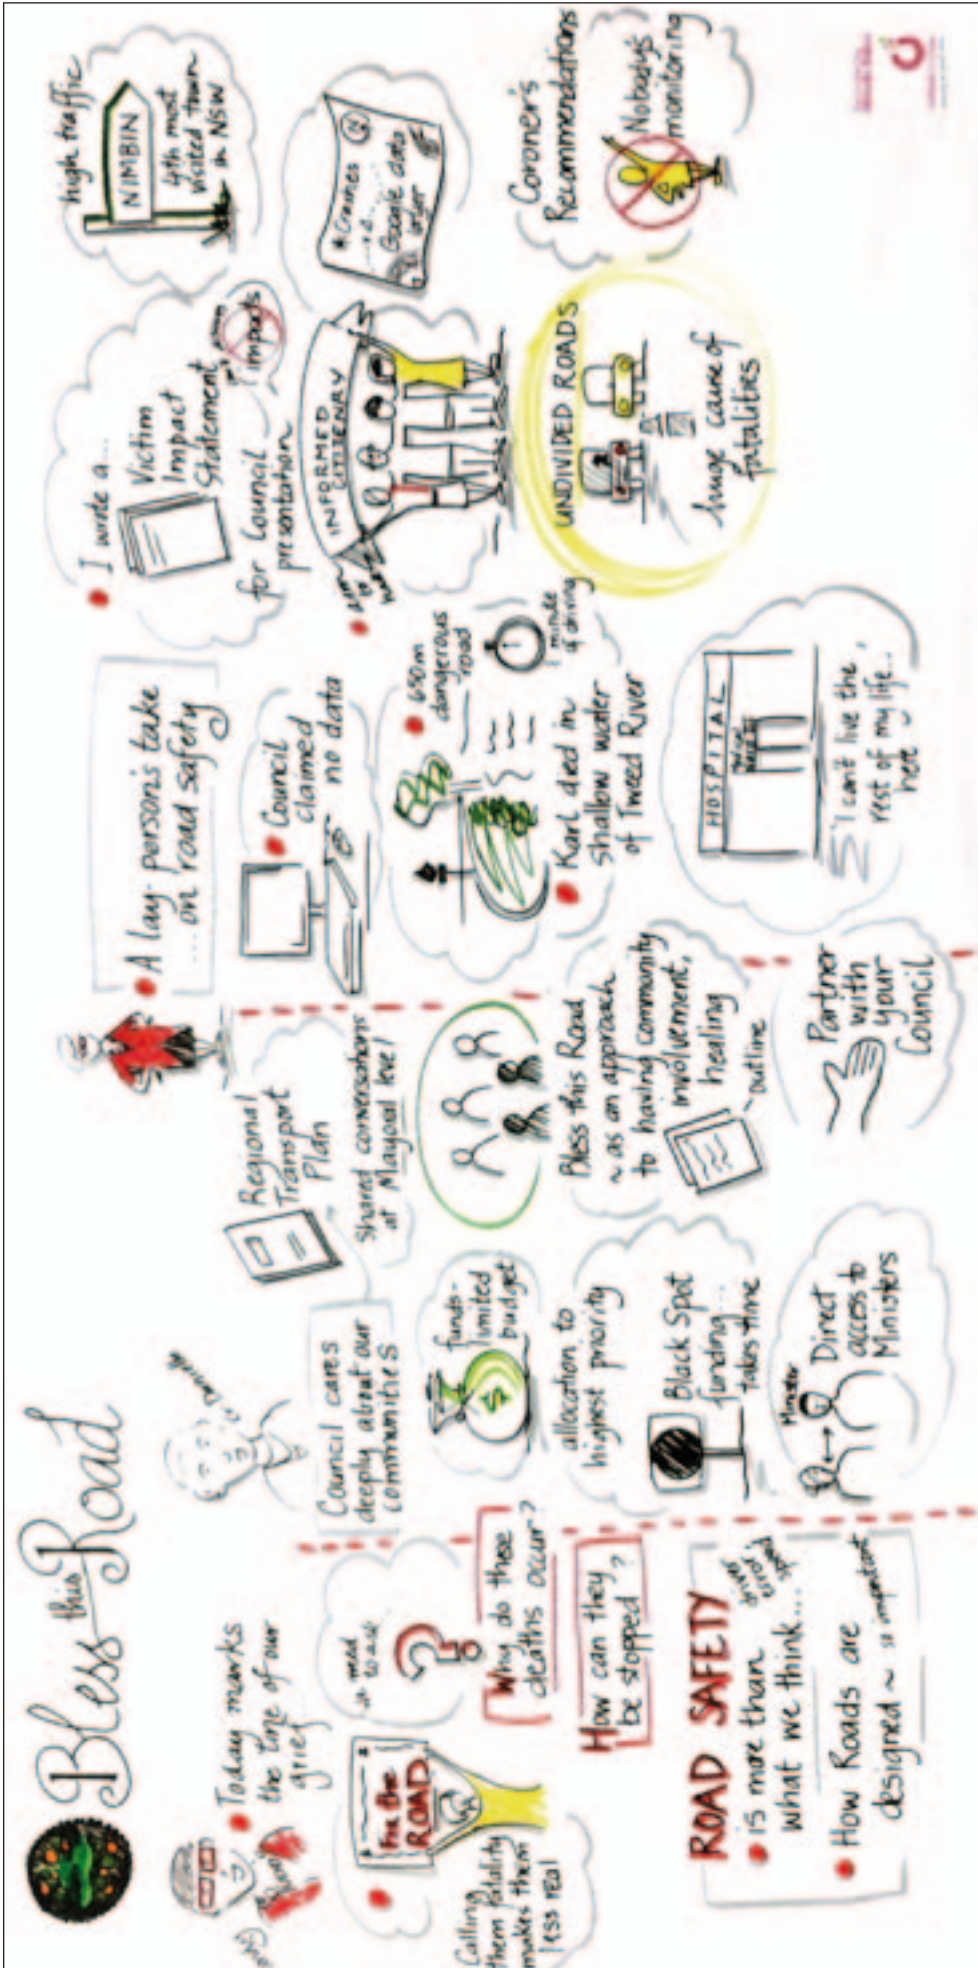 Bless this Road
Today marks
the time of our
grief
Fix the
ROAD
Calling
them fatality
makes them
less real
we need
to ask
?
Why do these
deaths occur?
How can they
be stopped?
ROAD SAFETY
is more than
what we think...
driver
error
speed
How Roads are
designed ~ so important
Council cares
deeply about our
communities
Regional
Transport
Plan
Shared conversations
at Mayoral level
funds-
limited
budget
$
allocation to
highest priority
Bless this Road
~ as an approach
to having community
involvement,
healing
~outline
Black Spot
funding...
takes time
Minister
Direct
access to
Ministers
Partner
with
your
Council
A lay-person's take
... on road safety
Council
claimed
no data
650m
dangerous
road
1 minute
of driving
Karl died in
Shallow water
of Tweed River
HOSPITAL
I can't live the
rest of my life...
here
I wrote a...
Victim
Impact
Statement
for Council
presentation
impacts
INFORMED
CITIZENRY
UNDIVIDED ROADS
huge cause of
fatalities
high traffic
NIMBIN
4th most
visited town
in NSW
Crashes
Google data
Coroner's
Recommendations
Nobody's
monitoring